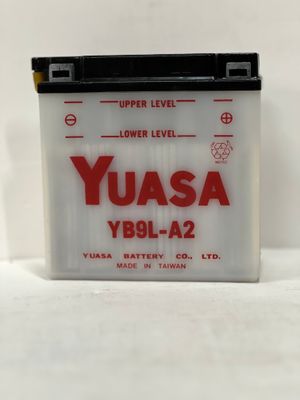 UPPER LEVEL
LOWER LEVEL
YUASA
YB9L-A2
YUASA BATTERY CO., LTD.
MADE IN TAIWAN